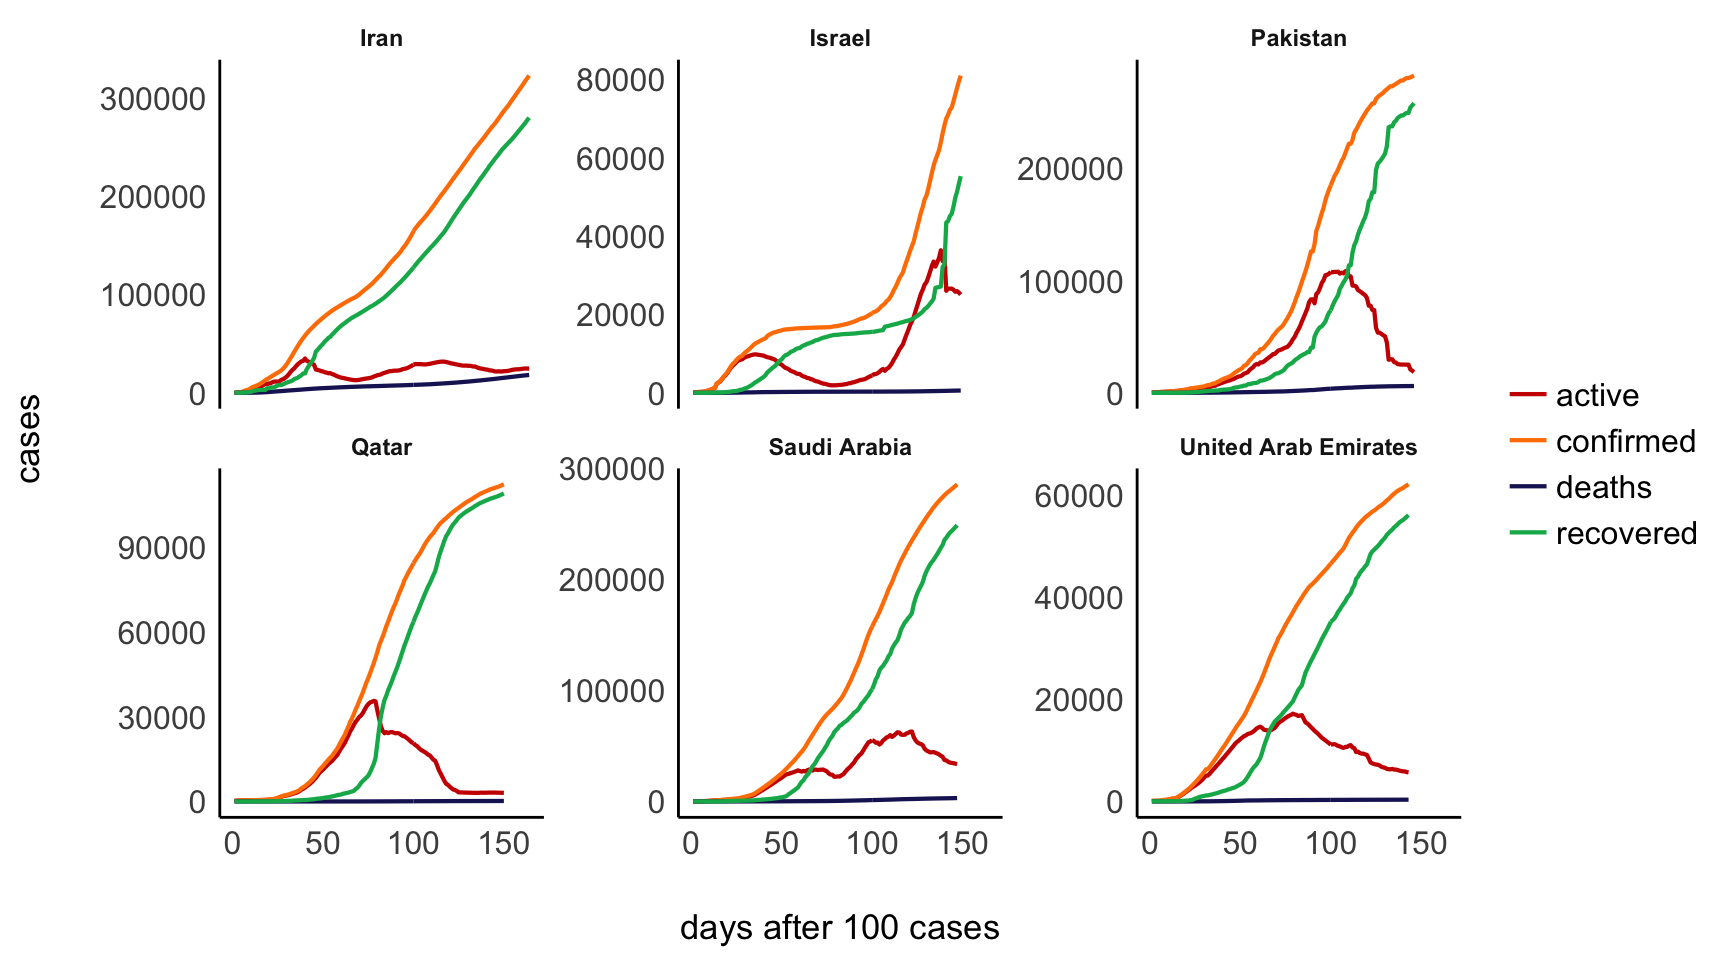 Iran
Israel
Pakistan
300000
200000
100000
0
80000
60000
40000
20000
0
200000
100000
0
Qatar
Saudi Arabia
United Arab Emirates
90000
60000
30000
0
300000
200000
100000
0
60000
40000
20000
0
0 50 100 150
0 50 100 150
0 50 100 150
cases
days after 100 cases
active
confirmed
deaths
recovered